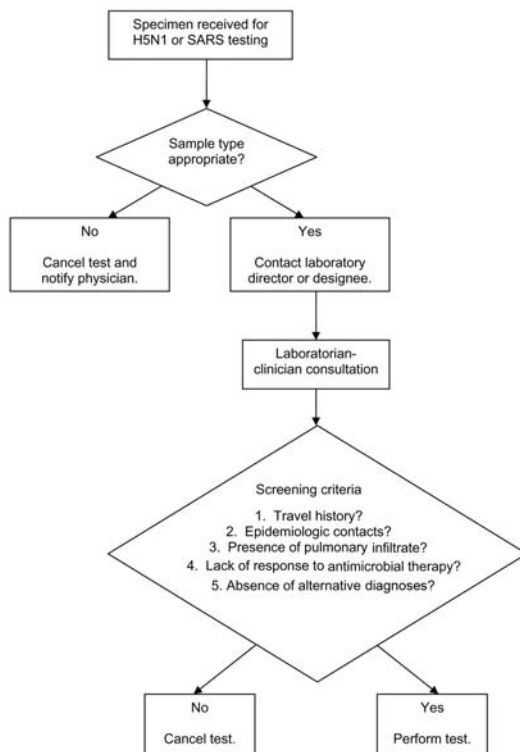 Specimen received for
H5N1 or SARS testing
Sample type
appropriate?
No
Cancel test and
notify physician.
Yes
Contact laboratory
director or designee.
Laboratorian-
clinician consultation
Screening criteria
1. Travel history?
2. Epidemiologic contacts?
3. Presence of pulmonary infiltrate?
4. Lack of response to antimicrobial therapy?
5. Absence of alternative diagnoses?
No
Cancel test.
Yes
Perform test.